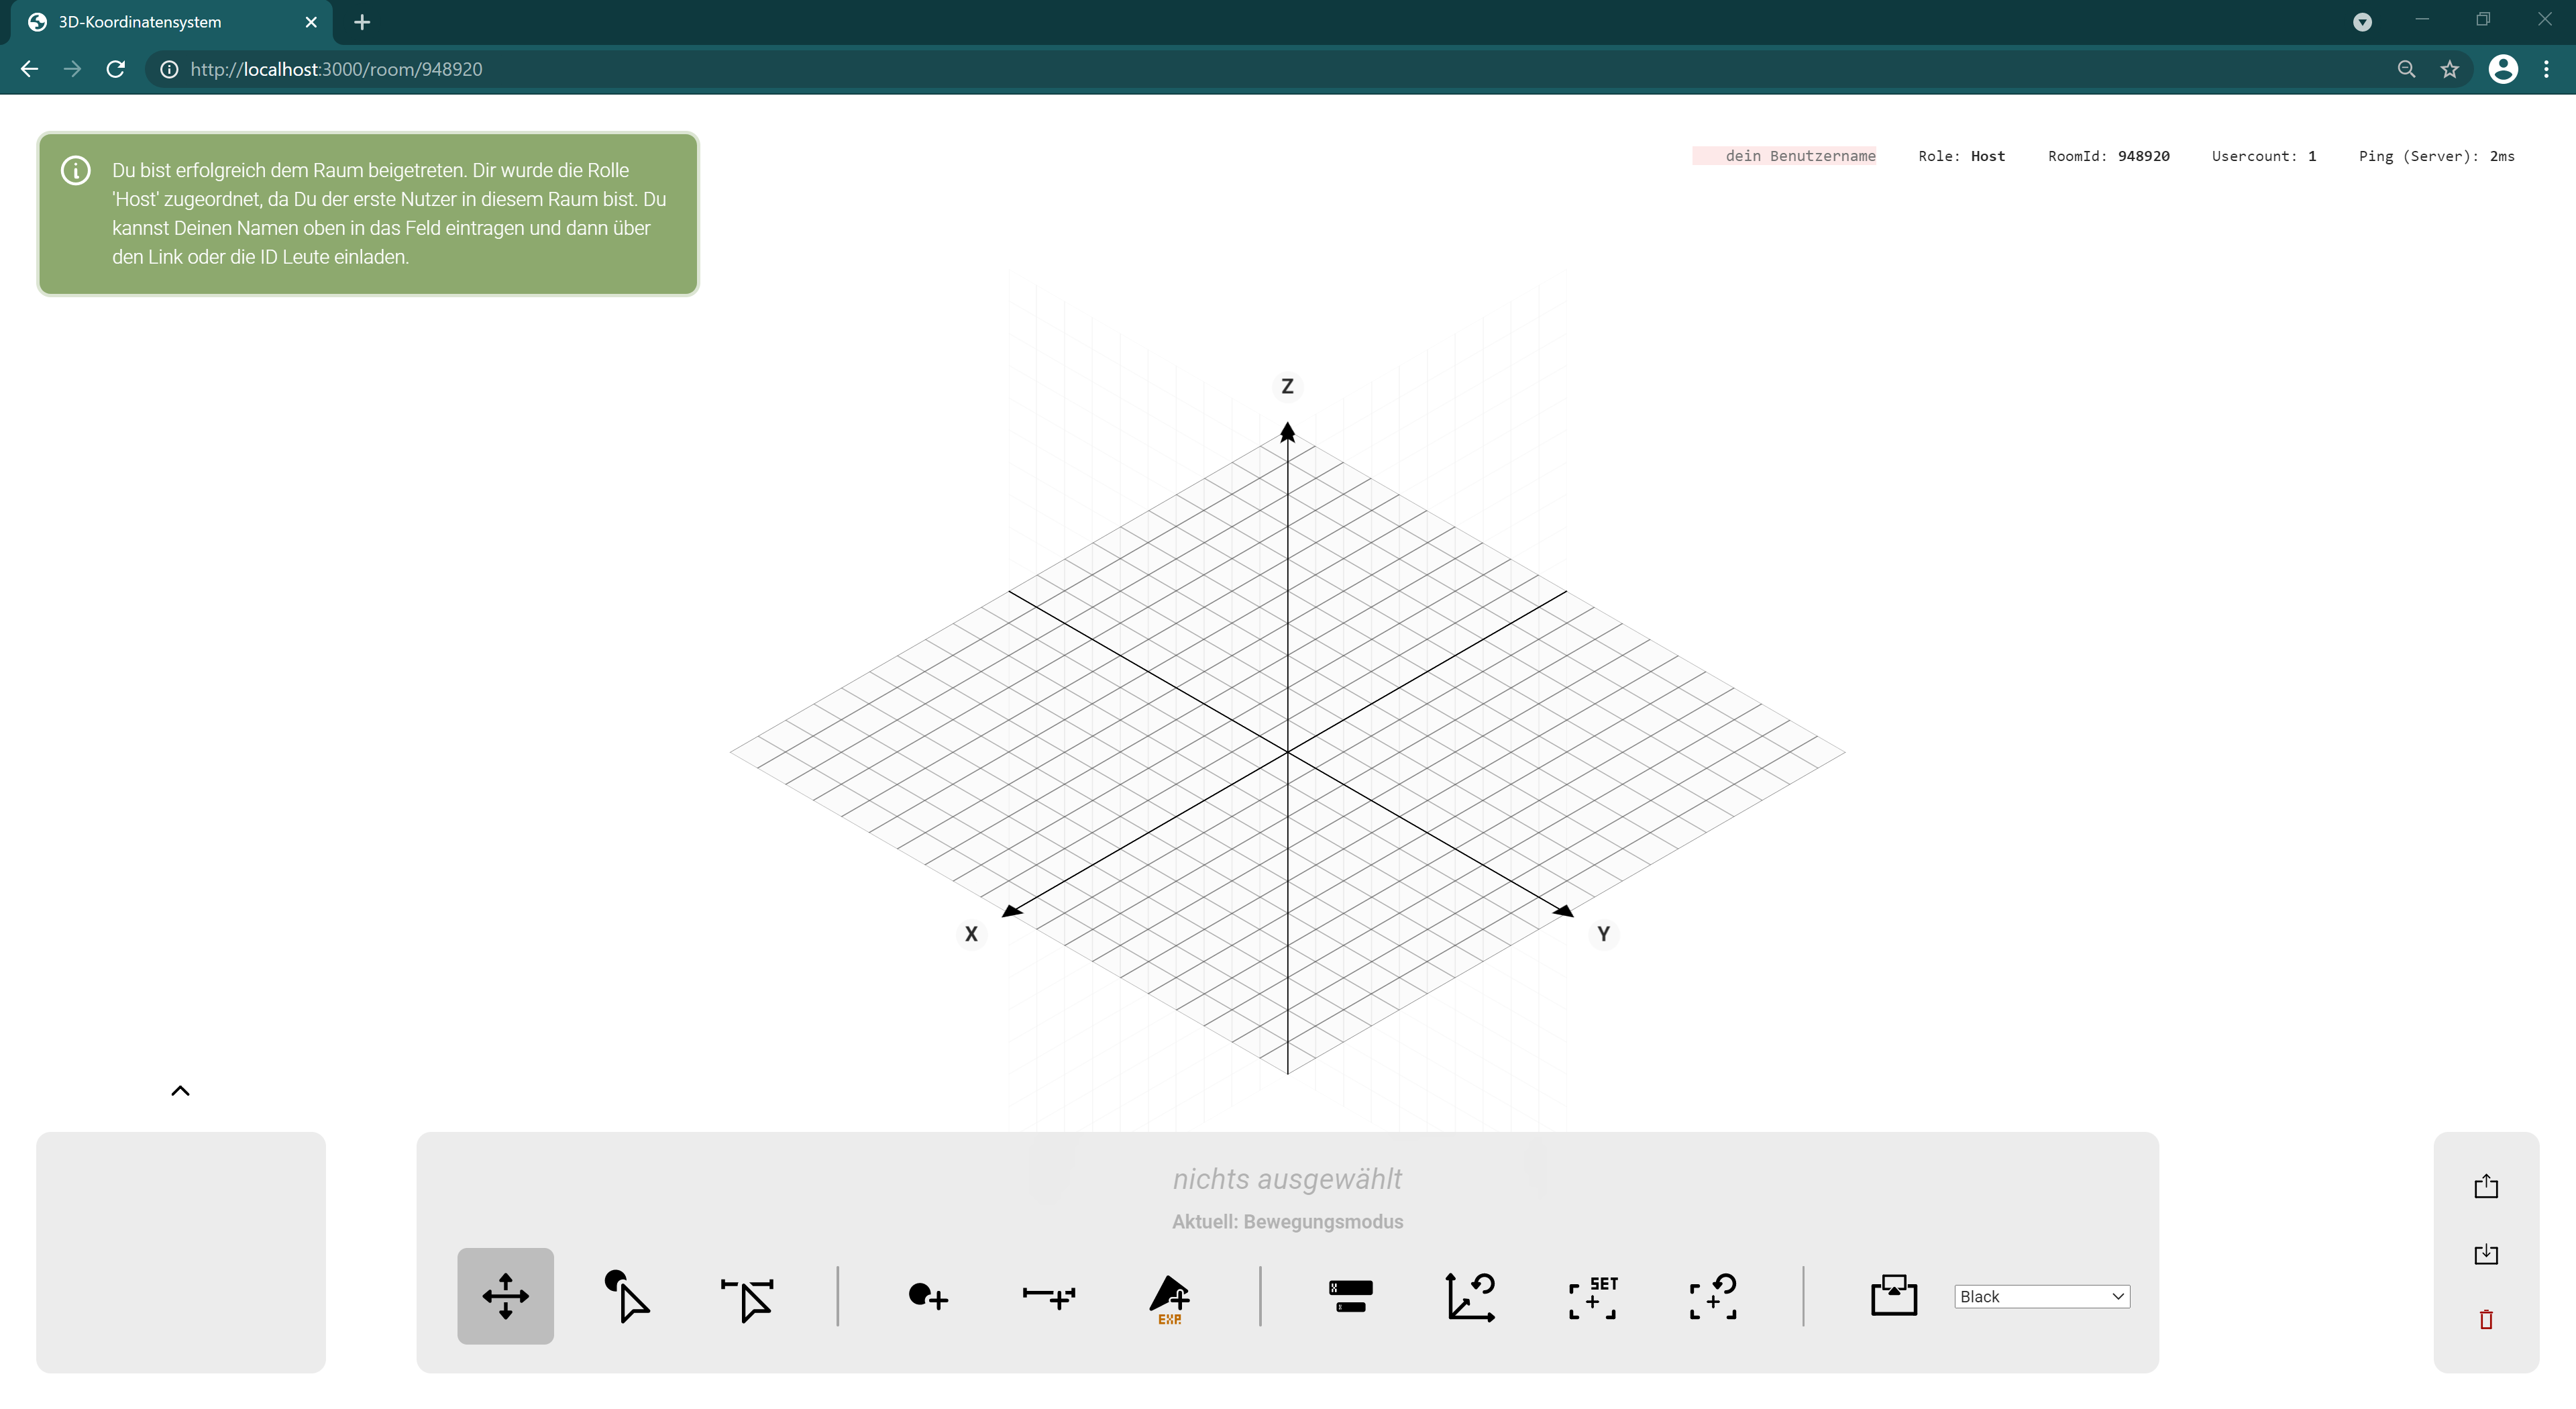 3D-Koordinatensystem
http://localhost:3000/room/948920
Du bist erfolgreich dem Raum beigetreten. Dir wurde die Rolle
'Host' zugeordnet, da Du der erste Nutzer in diesem Raum bist. Du
kannst Deinen Namen oben in das Feld eintragen und dann über
den Link oder die ID Leute einladen.
dein Benutzername Role: Host RoomId: 948920 Usercount: 1 Ping (Server): 2ms
Z
X
Y
nichts ausgewählt
Aktuell: Bewegungsmodus
EXP.
SET
Black